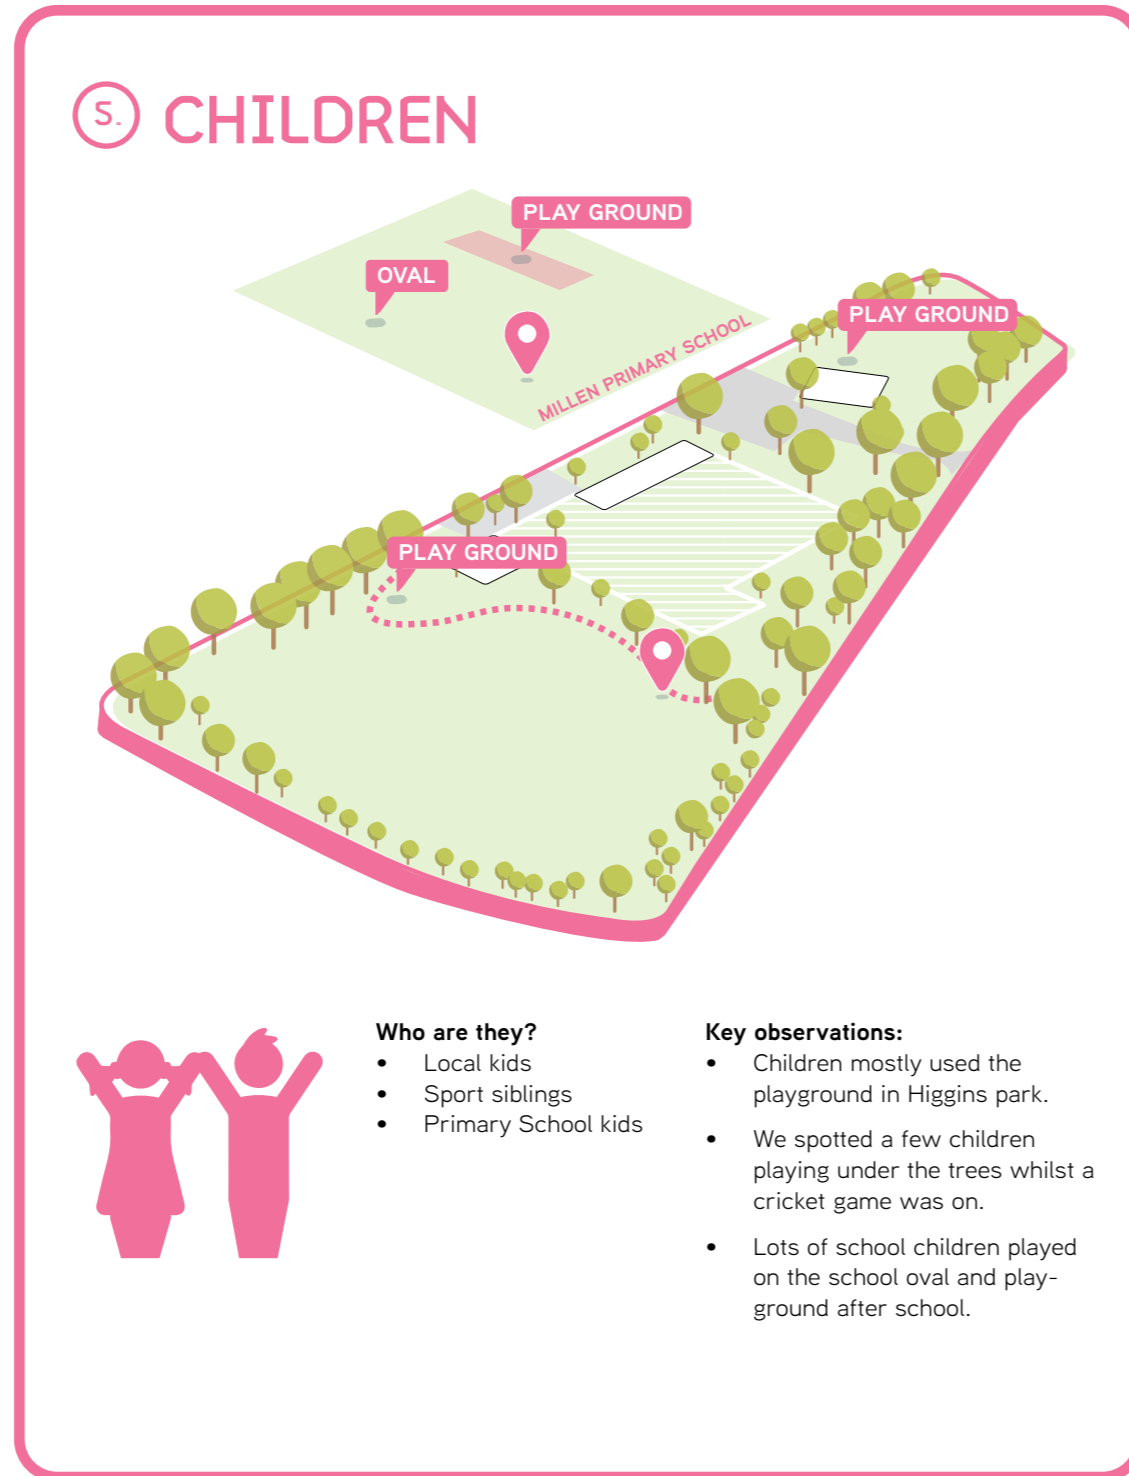 5. CHILDREN
PLAY GROUND
OVAL
PLAY GROUND
MILLEN PRIMARY SCHOOL
PLAY GROUND
Who are they?
• Local kids
• Sport siblings
• Primary School kids
Key observations:
• Children mostly used the
playground in Higgins park.
• We spotted a few children
playing under the trees whilst a
cricket game was on.
• Lots of school children played
on the school oval and play-
ground after school.